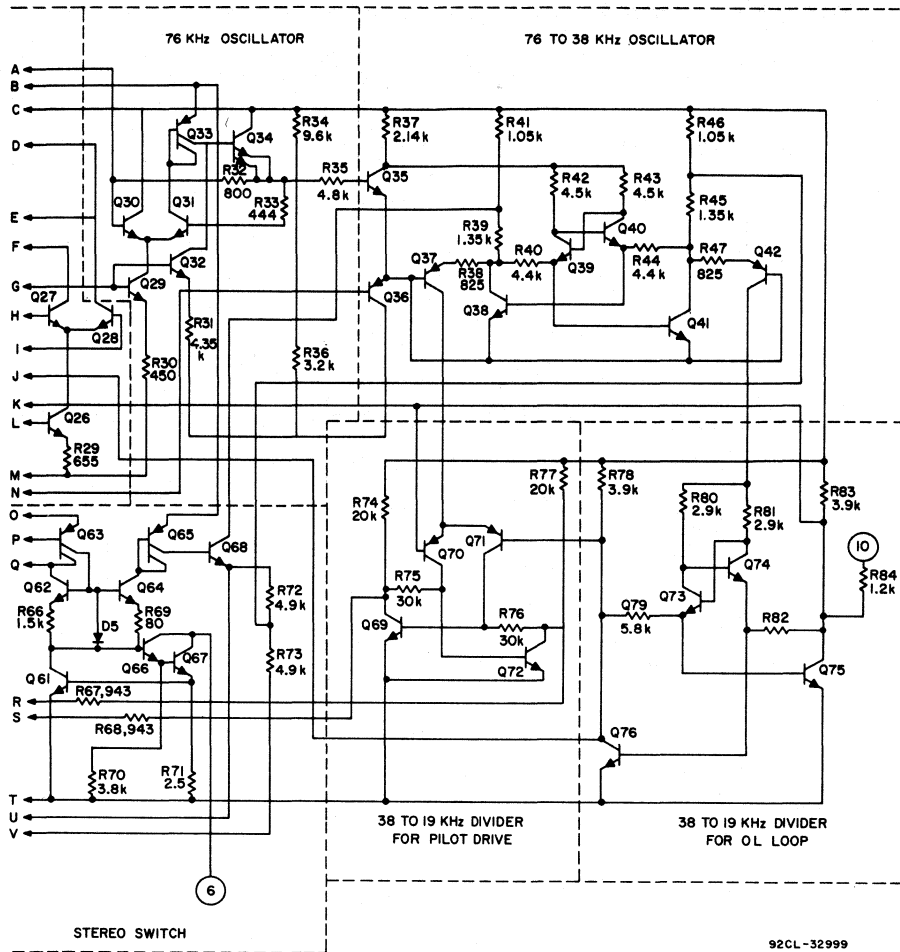 76 KHz OSCILLATOR
76 TO 38 KHz OSCILLATOR
A
B
C
D
E
F
G
H
I
J
K
L
M
N
O
P
Q
R
S
T
U
V
Q33
Q34
R34
9.6k
R37
2.14k
R41
1.05k
R46
1.05k
R32
800
R35
4.8k
Q35
R42
4.5k
R43
4.5k
Q30
Q31
R33
444
R45
1.35k
R39
1.35k
R40
4.4k
Q40
Q39
R44
4.4k
R47
825
Q42
Q32
Q29
Q37
R38
825
Q38
Q36
Q27
Q28
R31
4.35
k
R36
3.2k
Q41
R30
450
Q26
R29
655
R74
20k
R77
20k
R78
3.9k
R80
2.9k
R81
2.9k
R83
3.9k
10
R84
1.2k
Q63
Q65
Q68
Q70
Q71
Q74
Q73
Q62
Q64
R66
1.5k
D5
R69
80
R72
4.9k
R75
30k
R76
30k
Q79
5.8k
R82
Q69
Q72
Q75
Q66
Q67
R73
4.9k
Q61
R67,943
R68,943
Q76
R70
3.8k
R71
2.5
38 TO 19 KHz DIVIDER
FOR PILOT DRIVE
38 TO 19 KHz DIVIDER
FOR OL LOOP
6
STEREO SWITCH
92CL-32999